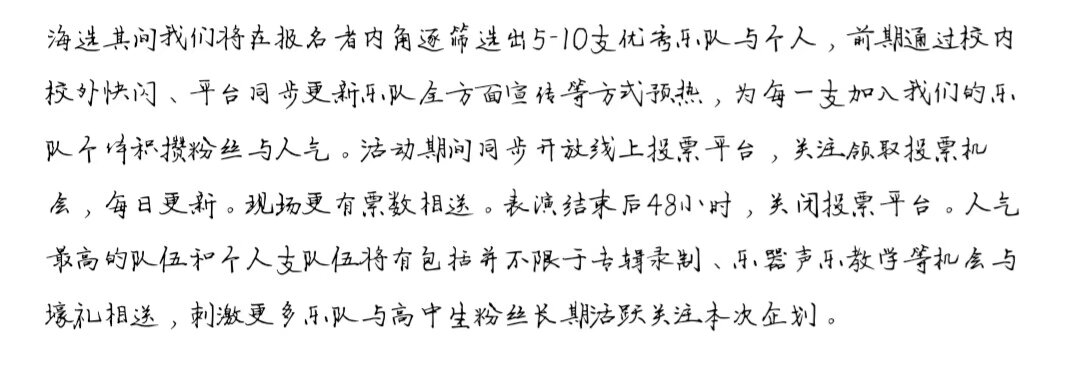 海选其间我们将在报名者内角逐筛选出5-10支优秀乐队与个人，前期通过校内
校外快闪、平台同步更新乐队全方面宣传等方式预热，为每一支加入我们的乐
队个体积攒粉丝与人气。活动期间同步开放线上投票平台，关注领取投票机
会，每日更新。现场更有票数相送。表演结束后48小时，关闭投票平台。人气
最高的队伍和个人支队伍将有包括并不限于专辑录制、乐器声乐教学等机会与
壕礼相送，刺激更多乐队与高中生粉丝长期活跃关注本次企划。